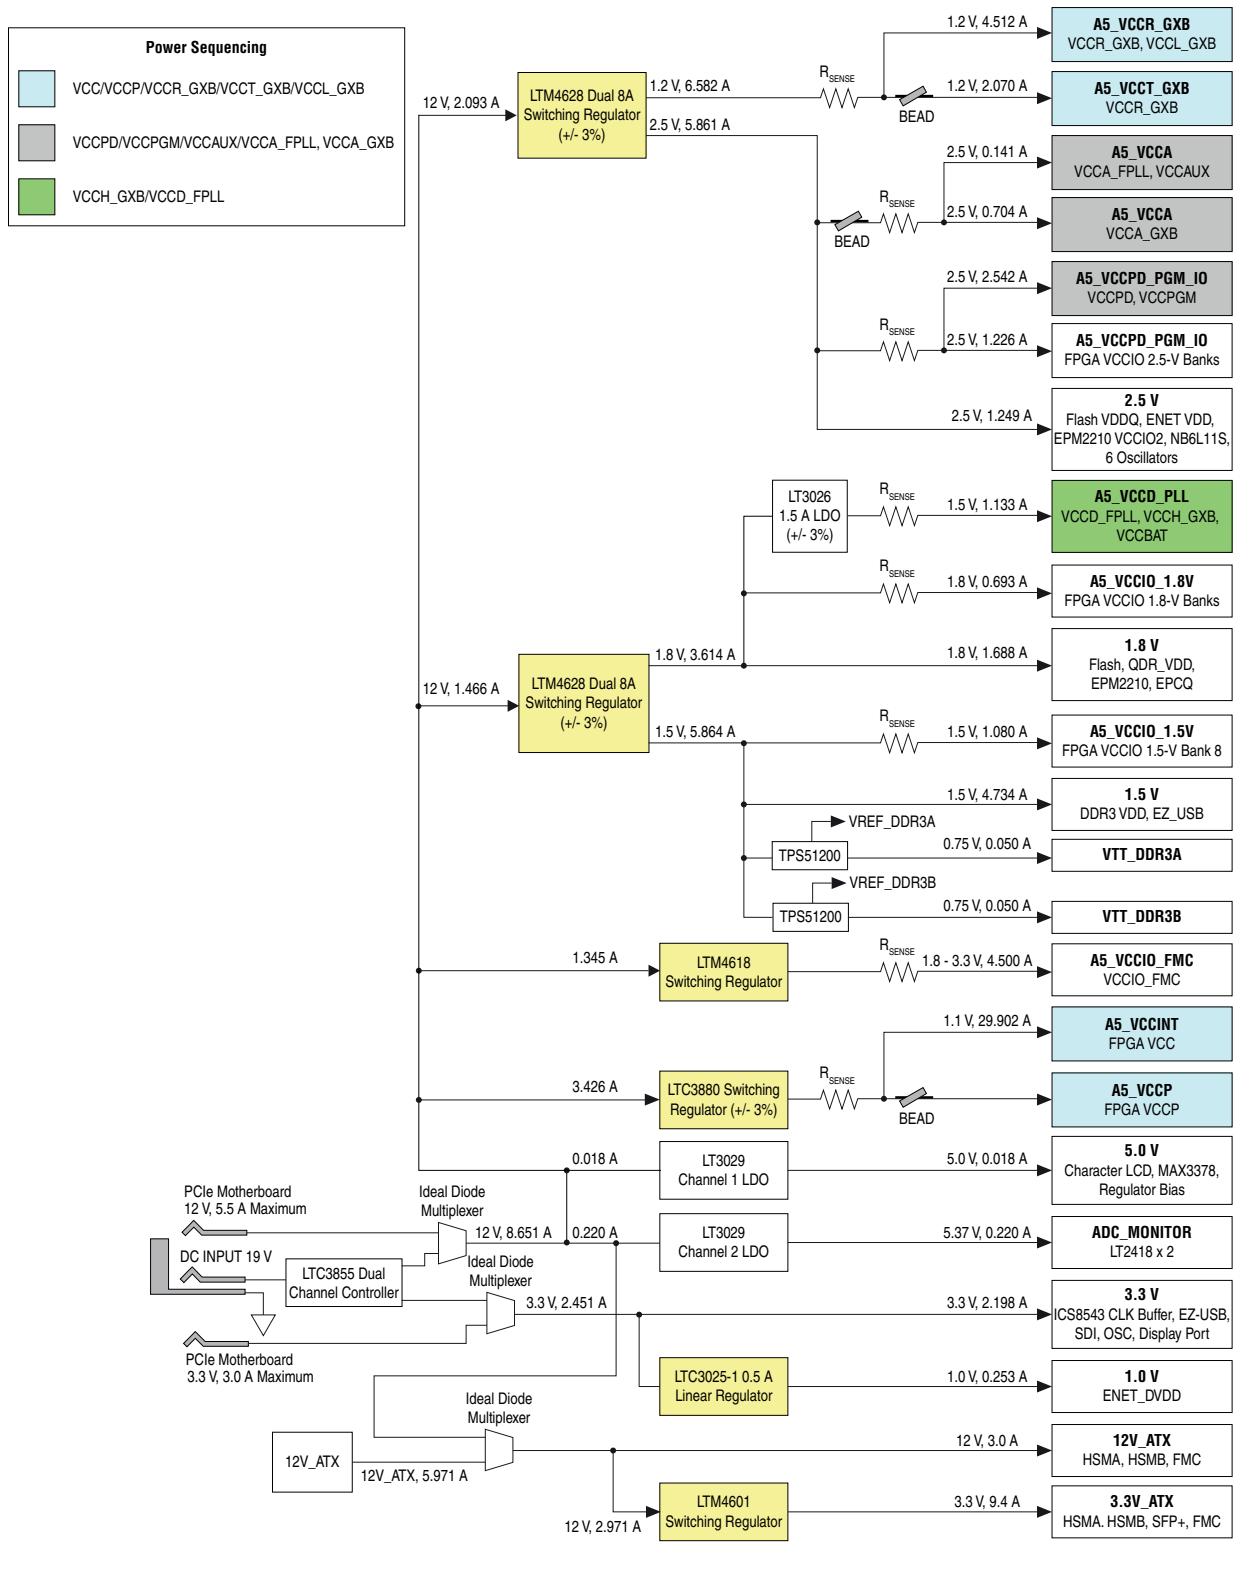 Power Sequencing
VCC/VCCP/VCCR_GXB/VCCT_GXB/VCCL_GXB
VCCPD/VCCPGM/VCCAUX/VCCA_FPLL, VCCA_GXB
VCCH_GXB/VCCD_FPLL
12 V, 2.093 A
LTM4628 Dual 8A
Switching Regulator
(+/- 3%)
1.2 V, 6.582 A
2.5 V, 5.861 A
RSENSE
BEAD
1.2 V, 4.512 A
A5_VCCR_GXB
VCCR_GXB, VCCL_GXB
1.2 V, 2.070 A
A5_VCCT_GXB
VCCR_GXB
BEAD
RSENSE
2.5 V, 0.141 A
A5_VCCA
VCCA_FPLL, VCCAUX
2.5 V, 0.704 A
A5_VCCA
VCCA_GXB
RSENSE
2.5 V, 2.542 A
A5_VCCPD_PGM_IO
VCCPD, VCCPGM
2.5 V, 1.226 A
A5_VCCPD_PGM_IO
FPGA VCCIO 2.5-V Banks
2.5 V, 1.249 A
2.5 V
Flash VDDQ, ENET VDD,
EPM2210 VCCIO2, NB6L11S,
6 Oscillators
12 V, 1.466 A
LTM4628 Dual 8A
Switching Regulator
(+/- 3%)
1.8 V, 3.614 A
1.5 V, 5.864 A
LT3026
1.5 A LDO
(+/- 3%)
RSENSE
1.5 V, 1.133 A
A5_VCCD_PLL
VCCD_FPLL, VCCH_GXB,
VCCBAT
RSENSE
1.8 V, 0.693 A
A5_VCCIO_1.8V
FPGA VCCIO 1.8-V Banks
1.8 V, 1.688 A
1.8 V
Flash, QDR_VDD,
EPM2210, EPCQ
RSENSE
1.5 V, 1.080 A
A5_VCCIO_1.5V
FPGA VCCIO 1.5-V Bank 8
1.5 V, 4.734 A
1.5 V
DDR3 VDD, EZ_USB
VREF_DDR3A
TPS51200
0.75 V, 0.050 A
VTT_DDR3A
VREF_DDR3B
TPS51200
0.75 V, 0.050 A
VTT_DDR3B
1.345 A
LTM4618
Switching Regulator
RSENSE
1.8 - 3.3 V, 4.500 A
A5_VCCIO_FMC
VCCIO_FMC
3.426 A
LTC3880 Switching
Regulator (+/- 3%)
RSENSE
BEAD
1.1 V, 29.902 A
A5_VCCINT
FPGA VCC
A5_VCCP
FPGA VCCP
0.018 A
LT3029
Channel 1 LDO
5.0 V, 0.018 A
5.0 V
Character LCD, MAX3378,
Regulator Bias
PCIe Motherboard
12 V, 5.5 A Maximum
Ideal Diode
Multiplexer
12 V, 8.651 A
0.220 A
LT3029
Channel 2 LDO
5.37 V, 0.220 A
ADC_MONITOR
LT2418 x 2
DC INPUT 19 V
LTC3855 Dual
Channel Controller
Ideal Diode
Multiplexer
3.3 V, 2.451 A
3.3 V, 2.198 A
3.3 V
ICS8543 CLK Buffer, EZ-USB,
SDI, OSC, Display Port
PCIe Motherboard
3.3 V, 3.0 A Maximum
LTC3025-1 0.5 A
Linear Regulator
1.0 V, 0.253 A
1.0 V
ENET_DVDD
Ideal Diode
Multiplexer
12V_ATX
12V_ATX, 5.971 A
12 V, 3.0 A
12V_ATX
HSMA, HSMB, FMC
12 V, 2.971 A
LTM4601
Switching Regulator
3.3 V, 9.4 A
3.3V_ATX
HSMA. HSMB, SFP+, FMC